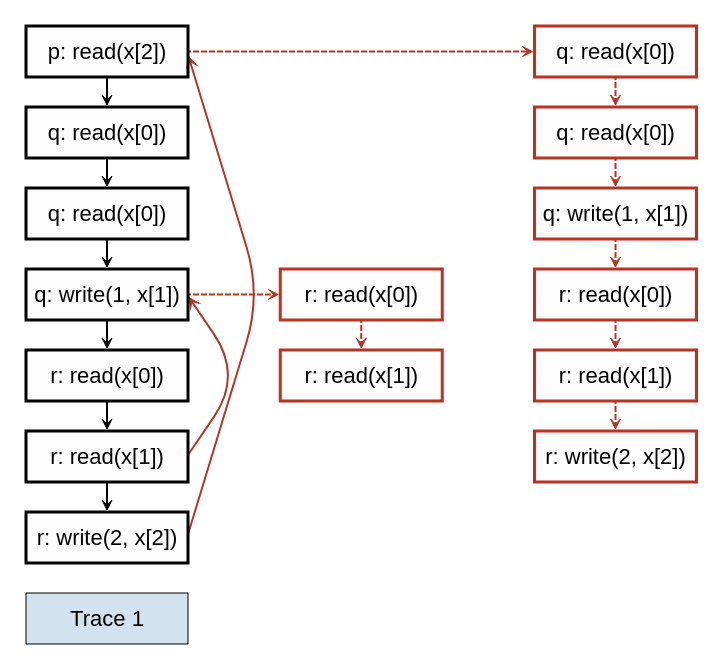 p: read(x[2])
q: read(x[0])
q: read(x[0])
q: write(1, x[1])
r: read(x[0])
r: read(x[1])
r: write(2, x[2])
Trace 1
r: read(x[0])
r: read(x[1])
q: read(x[0])
q: read(x[0])
q: write(1, x[1])
r: read(x[0])
r: read(x[1])
r: write(2, x[2])